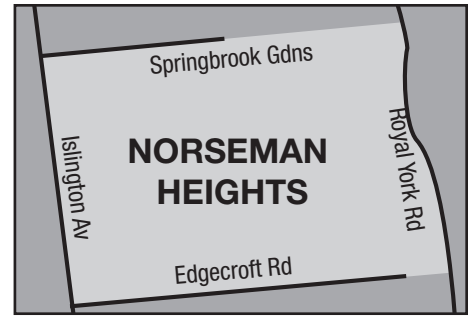 Springbrook Gdns
Islington Av
NORSEMAN
HEIGHTS
Royal York Rd
Edgecroft Rd